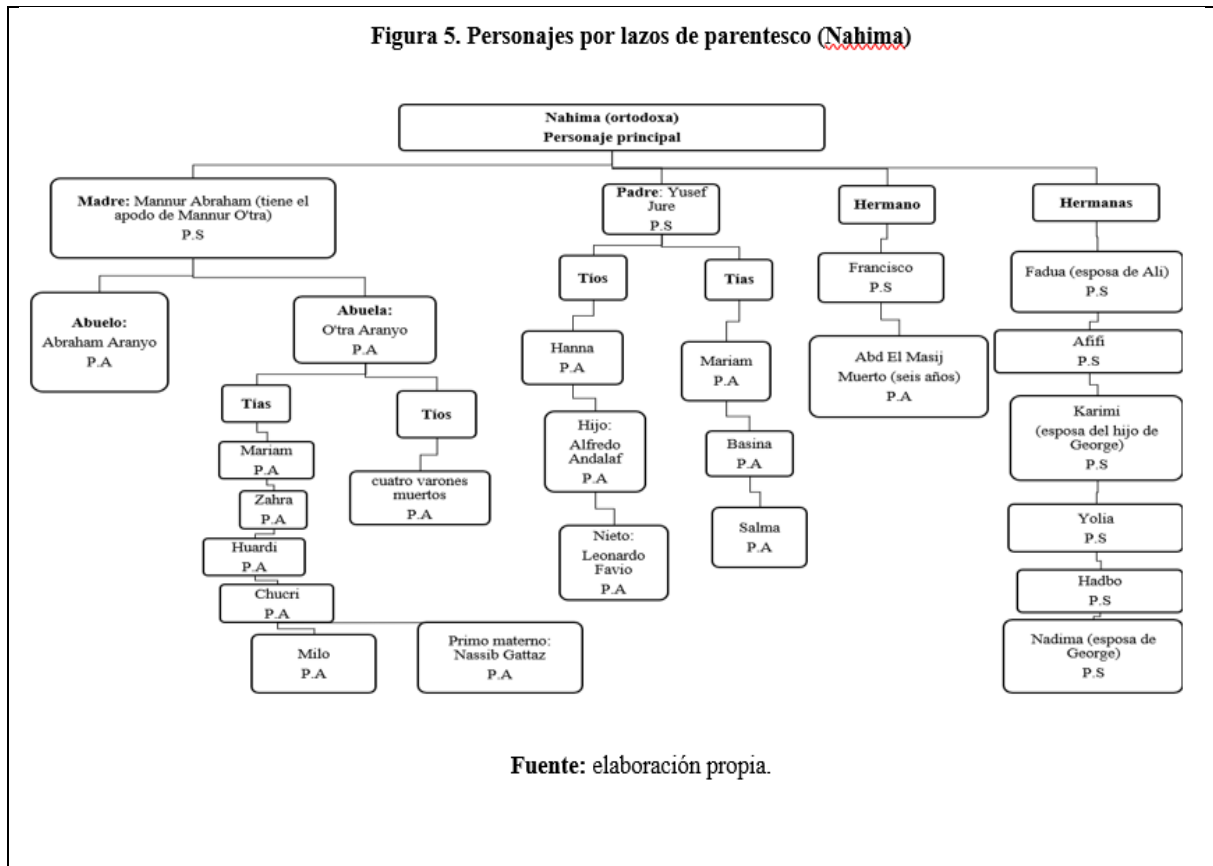 Figura 5. Personajes por lazos de parentesco (Nahima)
Nahima (ortodoxa)
Personaje principal
Madre: Mannur Abraham (tiene el
apodo de Mannur O'tra)
P.S
Padre: Yusef
Jure
P.S
Hermano
Hermanas
Abuelo:
Abraham Aranyo
P.A
Abuela:
O'tra Aranyo
P.A
Tías
Mariam
P.A
Zahra
P.A
Huardi
P.A
Chucri
P.A
Milo
P.A
Primo materno:
Nassib Gattaz
P.A
Tíos
cuatro varones
muertos
P.A
Tíos
Hanna
P.A
Hijo:
Alfredo
Andalaf
P.A
Nieto:
Leonardo
Favio
P.A
Tías
Mariam
P.A
Basina
P.A
Salma
P.A
Francisco
P.S
Abd El Masij
Muerto (seis años)
P.A
Fadua (esposa de Ali)
P.S
Afifi
P.S
Karimi
(esposa del hijo de
George)
P.S
Yolia
P.S
Hadbo
P.S
Nadima (esposa de
George)
P.S
Fuente: elaboración propia.